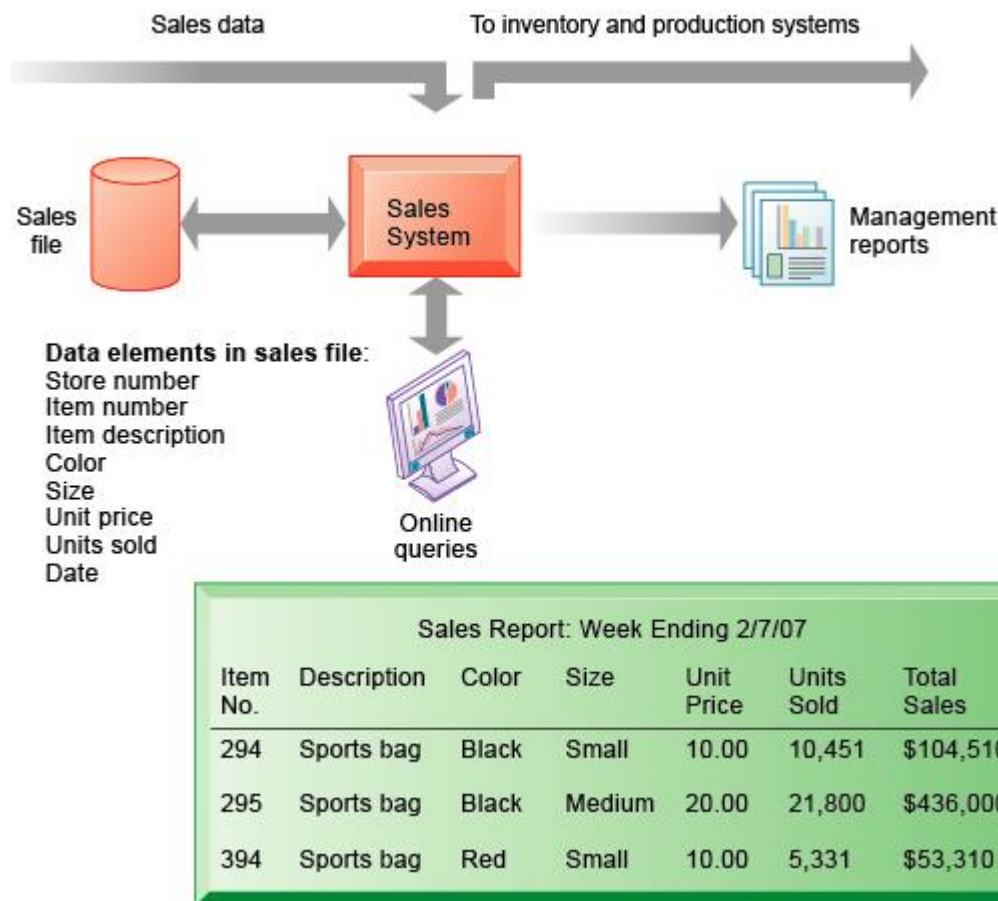 Sales data
To inventory and production systems
Sales
file
Sales
System
Management
reports
Data elements in sales file:
Store number
Item number
Item description
Color
Size
Unit price
Units sold
Date
Online
queries
Sales Report: Week Ending 2/7/07
Item No. Description Color Size Unit Price Units Sold Total Sales
294 Sports bag Black Small 10.00 10,451 $104,510
295 Sports bag Black Medium 20.00 21,800 $436,000
394 Sports bag Red Small 10.00 5,331 $53,310